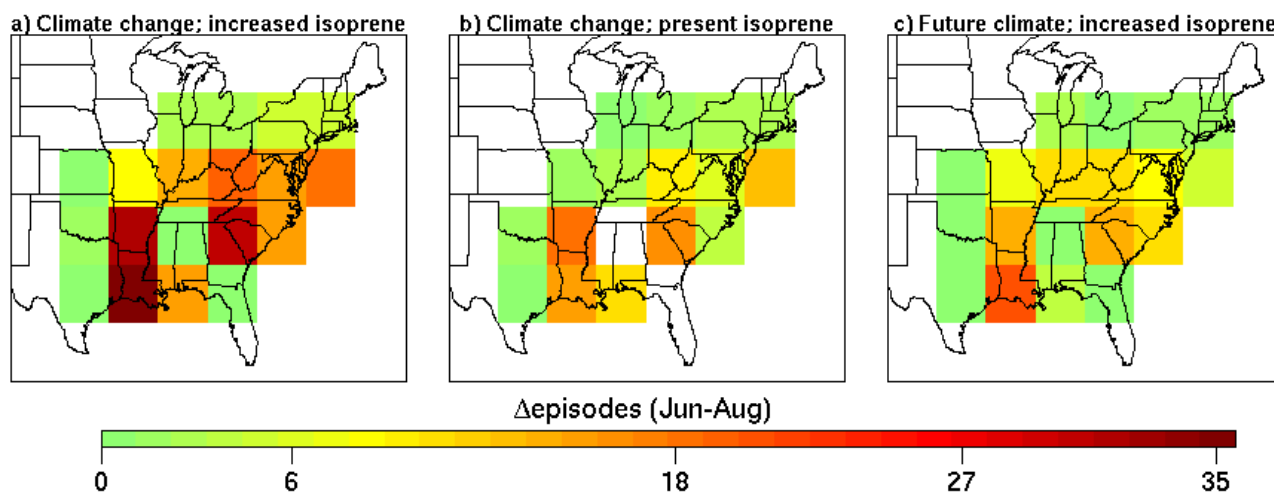 a) Climate change; increased isoprene
b) Climate change; present isoprene
c) Future climate; increased isoprene
Δepisodes (Jun-Aug)
0 6 18 27 35